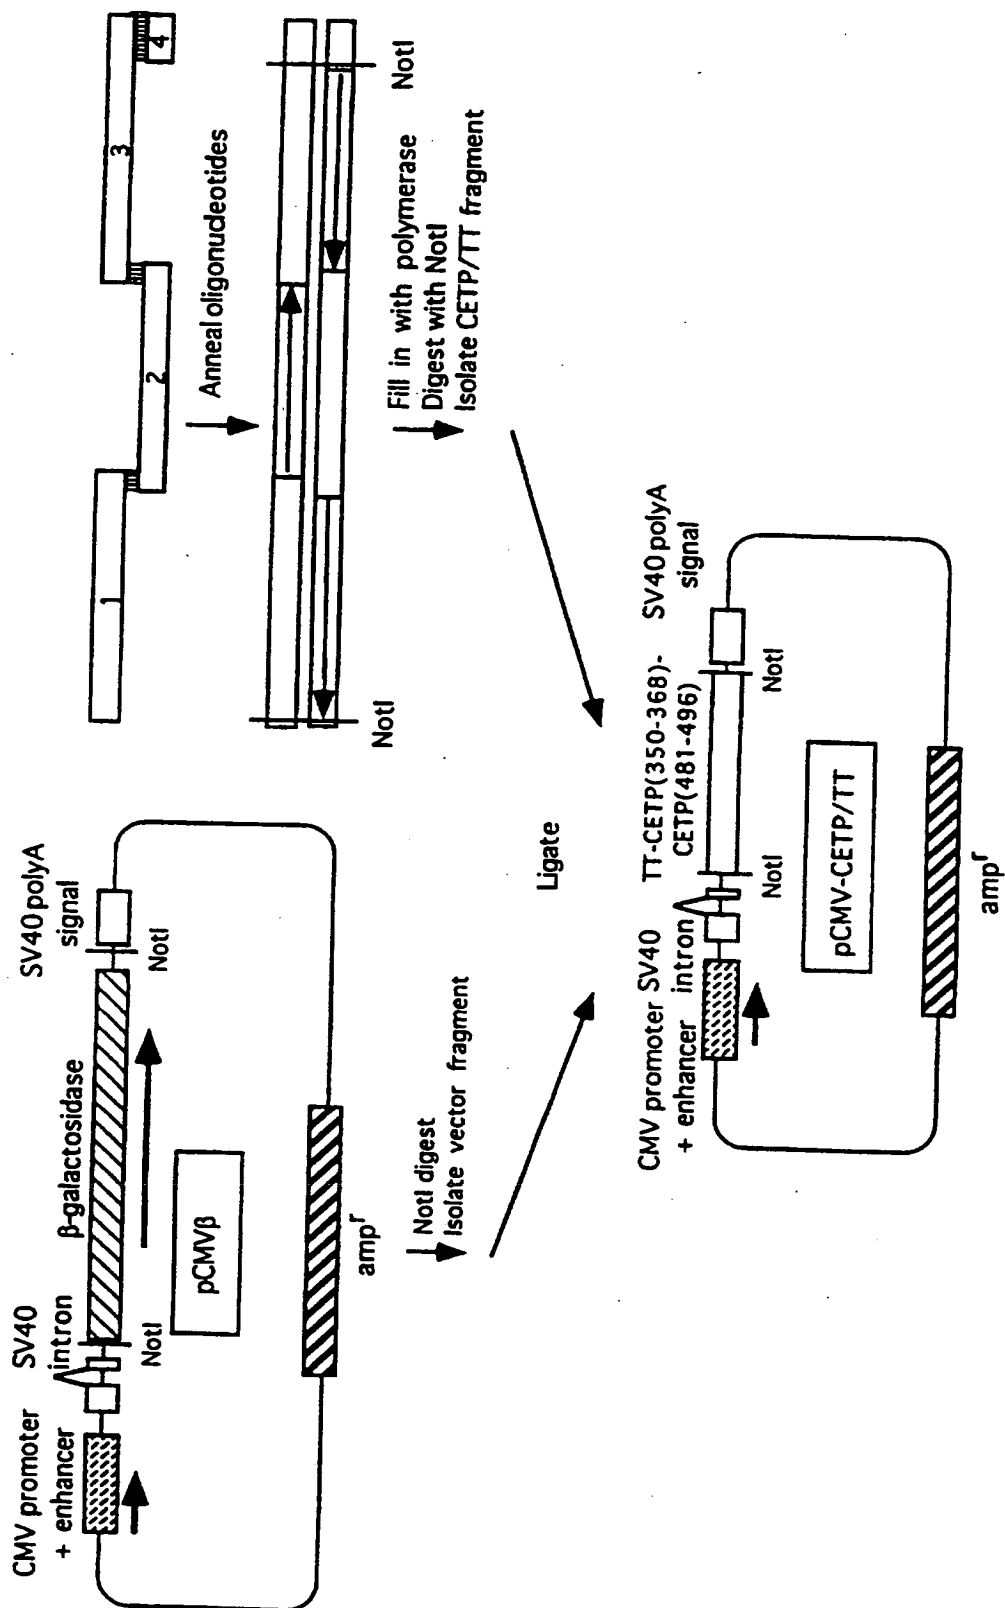 CMV promoter
+ enhancer
SV40
intron
β-galactosidase
SV40 polyA
signal
NotI
NotI
pCMVβ
ampʳ
NotI digest
Isolate vector fragment
1
2
3
4
Anneal oligonucleotides
NotI
NotI
Fill in with polymerase
Digest with NotI
Isolate CETP/TT fragment
Ligate
CMV promoter
+ enhancer
SV40
intron
TT-CETP(350-368)-
CETP(481-496)
SV40 polyA
signal
NotI
NotI
pCMV-CETP/TT
ampʳ